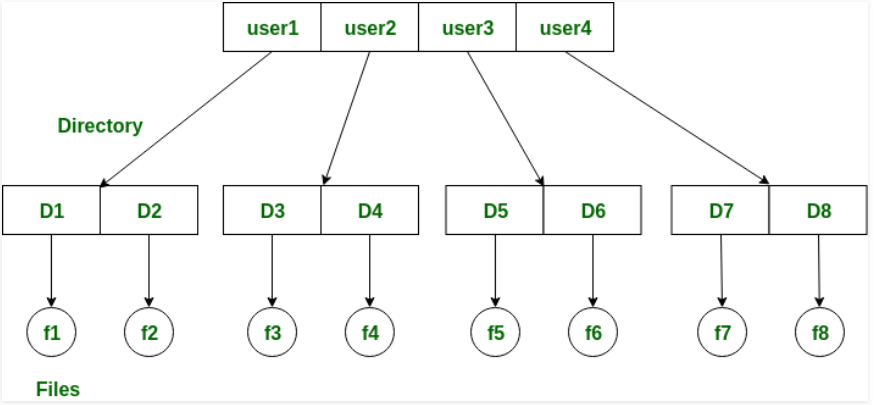 user1 user2 user3 user4
Directory
D1 D2 D3 D4 D5 D6 D7 D8
f1 f2 f3 f4 f5 f6 f7 f8
Files